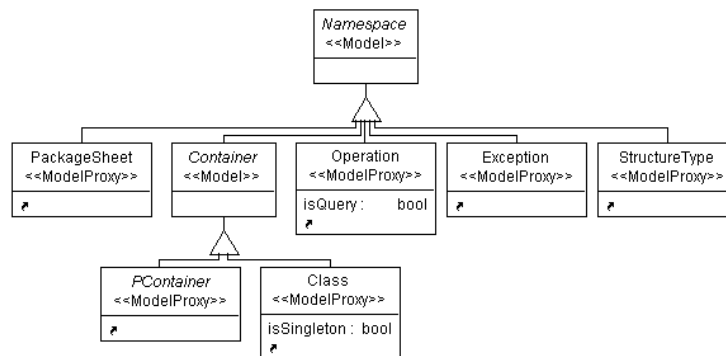 Namespace
<<Model>>
PackageSheet
<<ModelProxy>>
Container
<<Model>>
Operation
<<ModelProxy>>
isQuery : bool
Exception
<<ModelProxy>>
StructureType
<<ModelProxy>>
PContainer
<<ModelProxy>>
Class
<<ModelProxy>>
isSingleton : bool